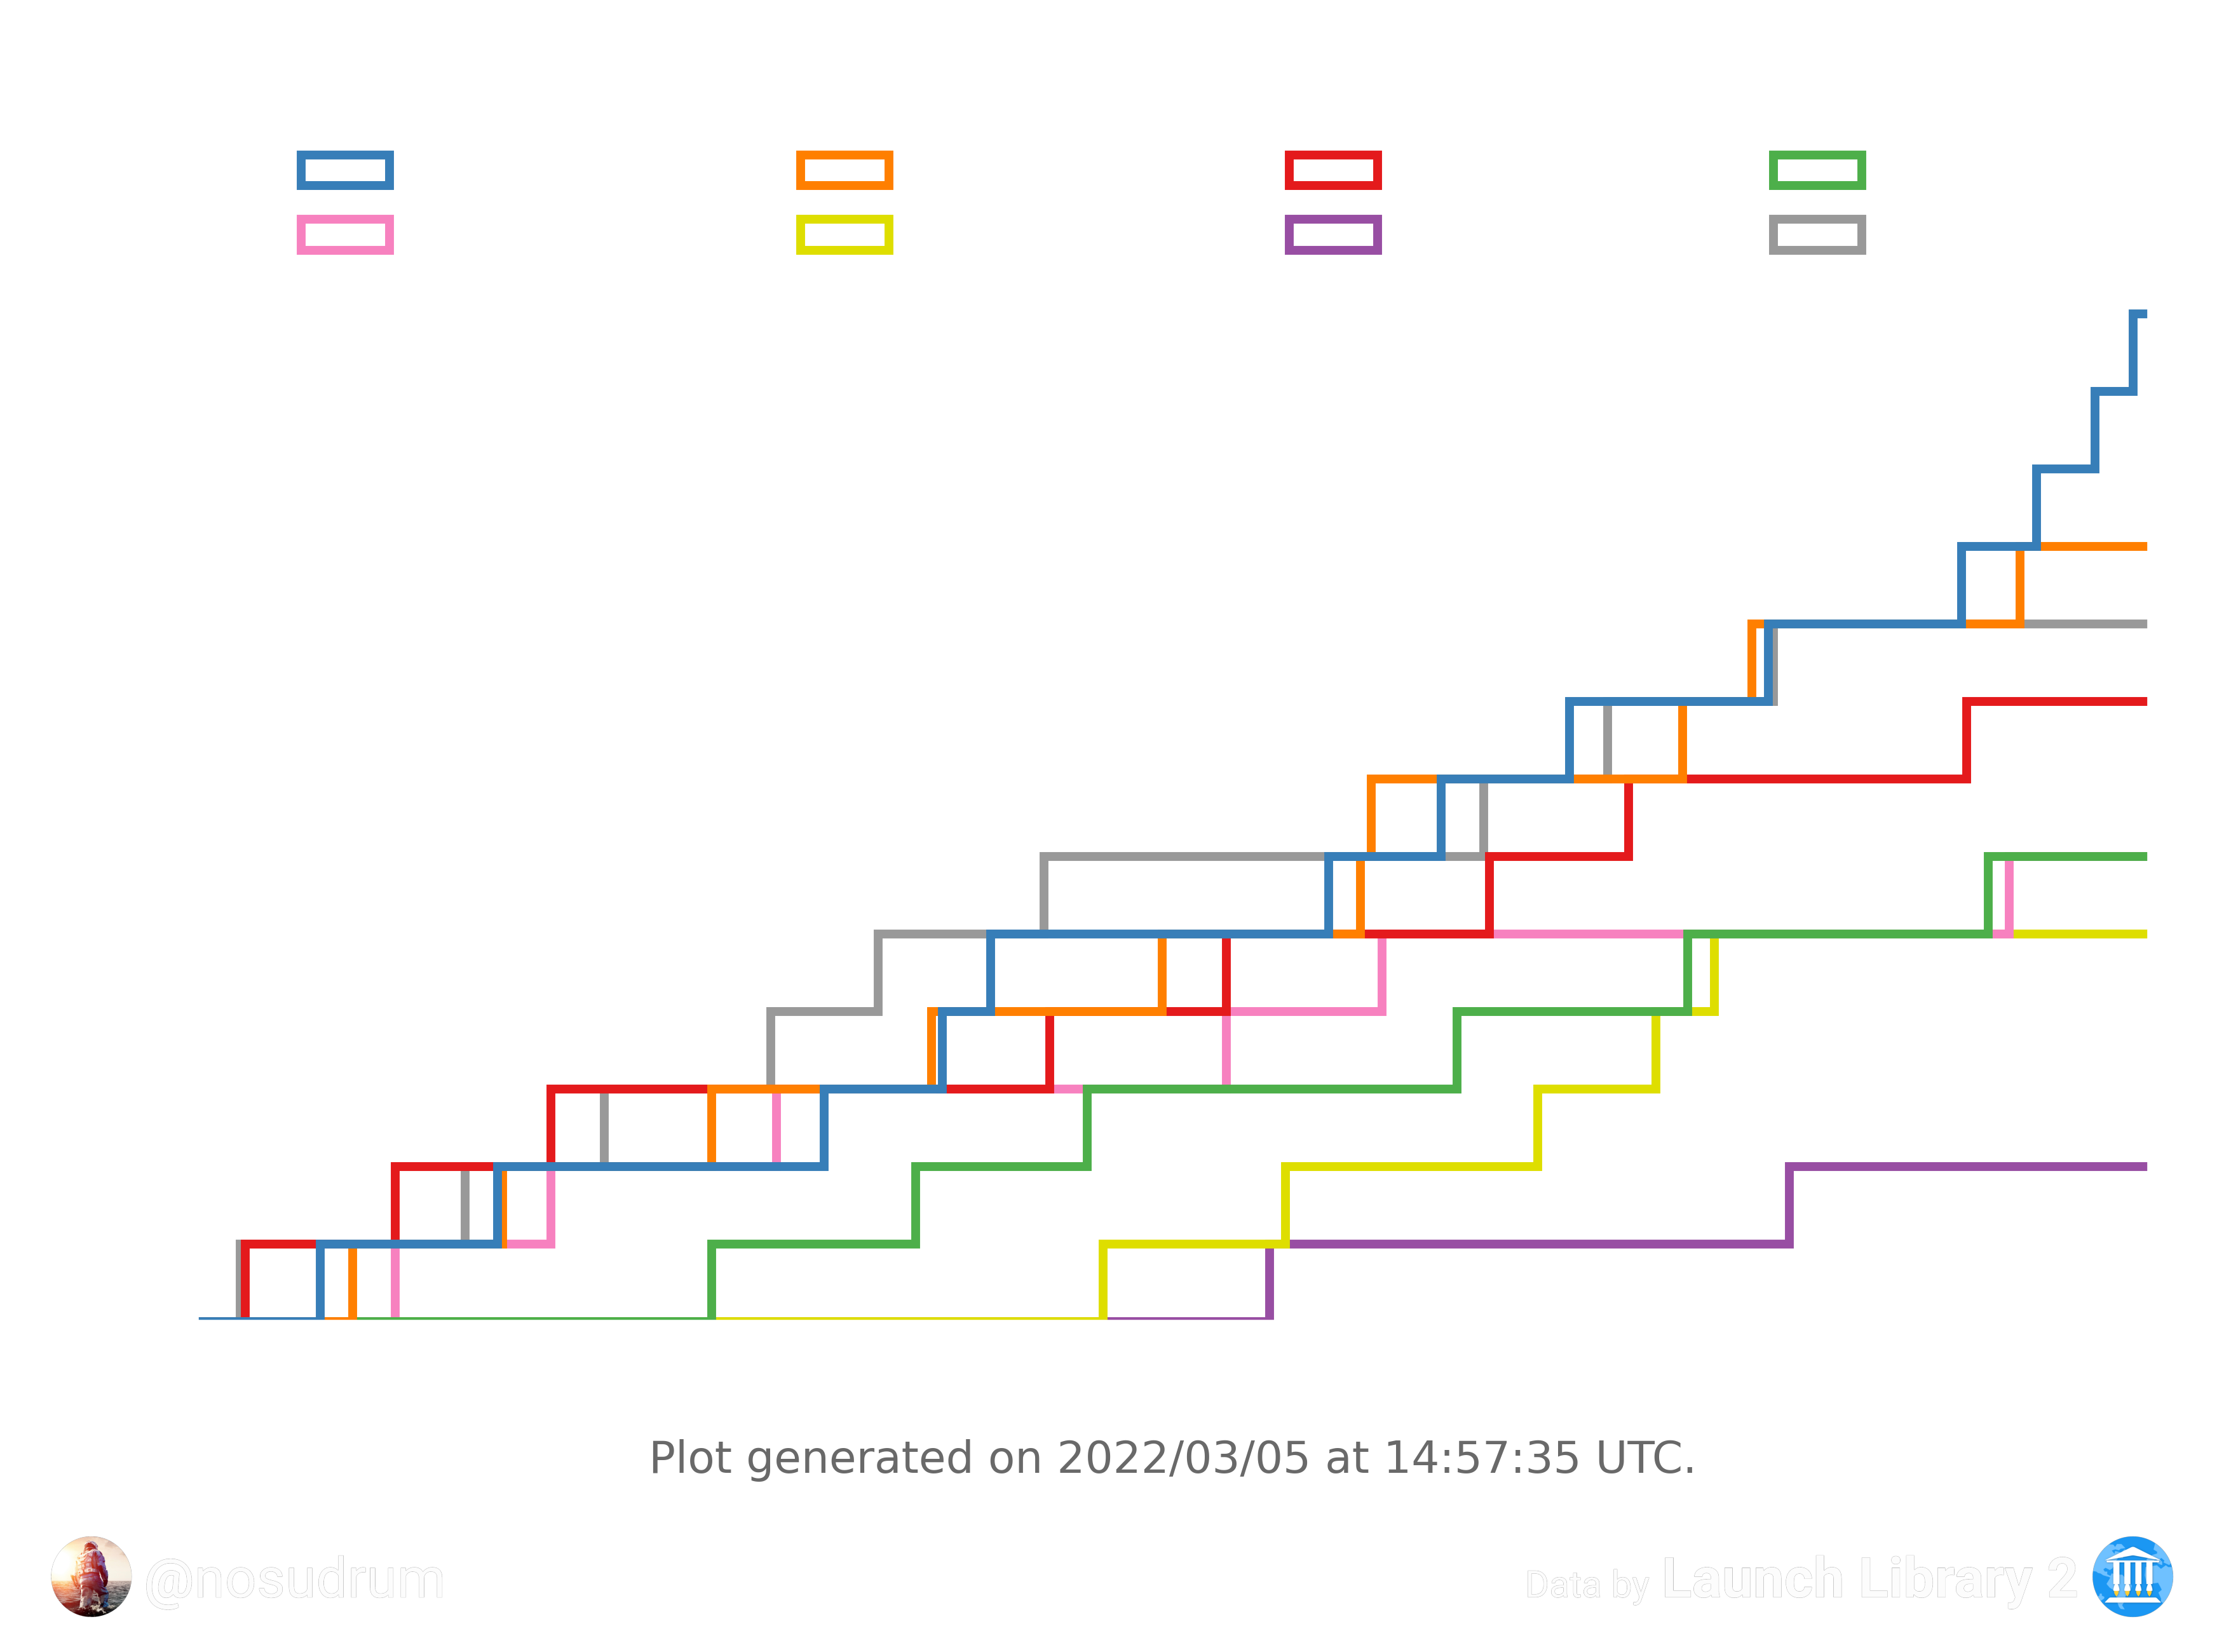 Plot generated on 2022/03/05 at 14:57:35 UTC.
@nosudrum
Data by Launch Library 2